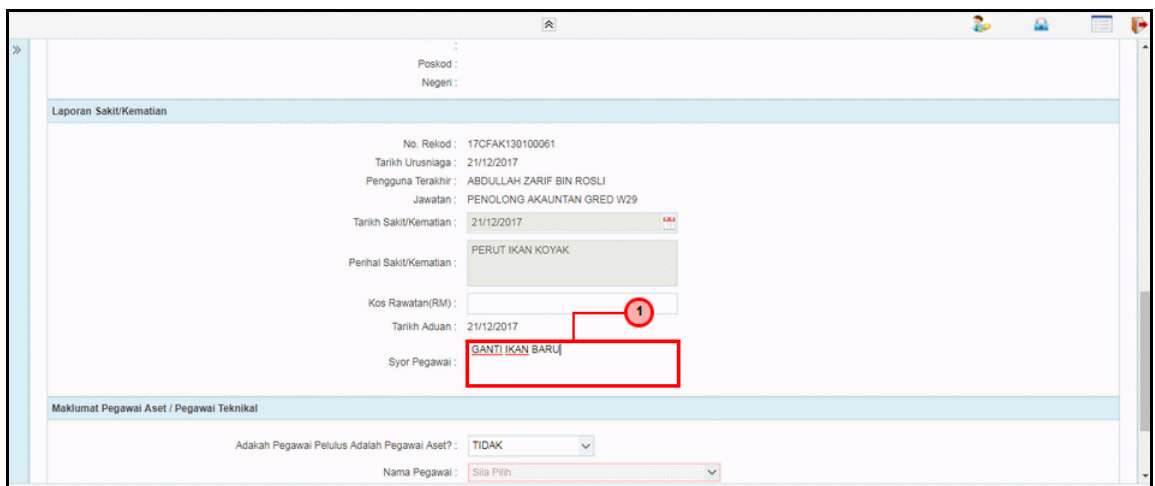 »
:
Poskod :
Negeri :
Laporan Sakit/Kematian
No. Rekod : 17CFAK130100061
Tarikh Urusniaga : 21/12/2017
Pengguna Terakhir : ABDULLAH ZARIF BIN ROSLI
Jawatan : PENOLONG AKAUNTAN GRED W29
Tarikh Sakit/Kematian : 21/12/2017
Perihal Sakit/Kematian : PERUT IKAN KOYAK
Kos Rawatan(RM) :
1
Tarikh Aduan : 21/12/2017
Syor Pegawai : GANTI IKAN BARU
Maklumat Pegawai Aset / Pegawai Teknikal
Adakah Pegawai Pelulus Adalah Pegawai Aset? : TIDAK
Nama Pegawai : Sila Pilih